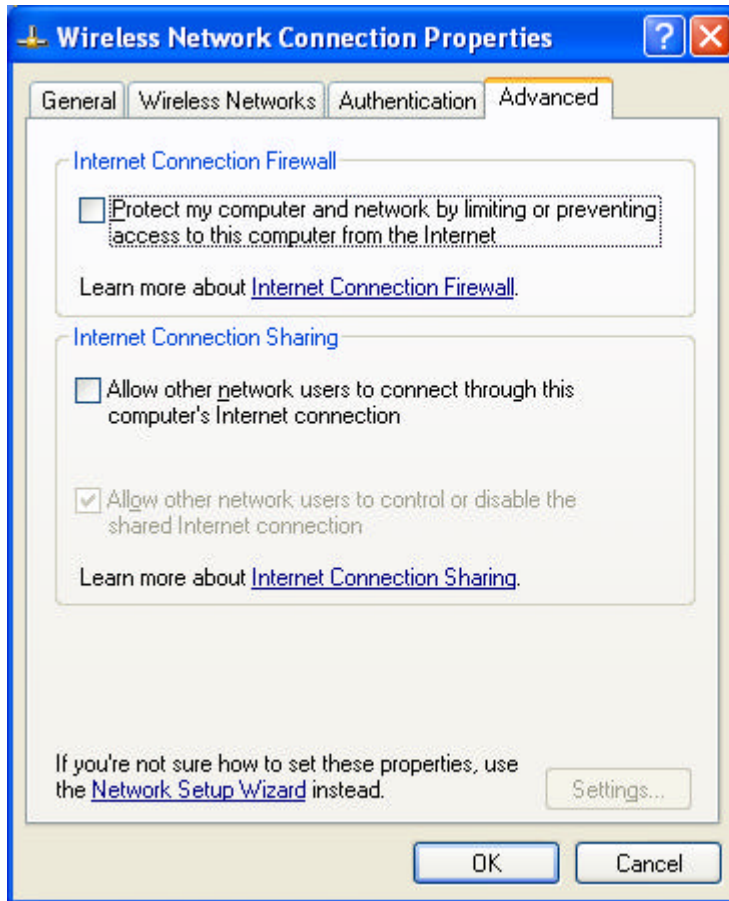 Wireless Network Connection Properties
General Wireless Networks Authentication Advanced
Internet Connection Firewall
Protect my computer and network by limiting or preventing
access to this computer from the Internet
Learn more about Internet Connection Firewall.
Internet Connection Sharing
Allow other network users to connect through this
computer's Internet connection
Allow other network users to control or disable the
shared Internet connection
Learn more about Internet Connection Sharing.
If you're not sure how to set these properties, use
the Network Setup Wizard instead.
Settings...
OK Cancel